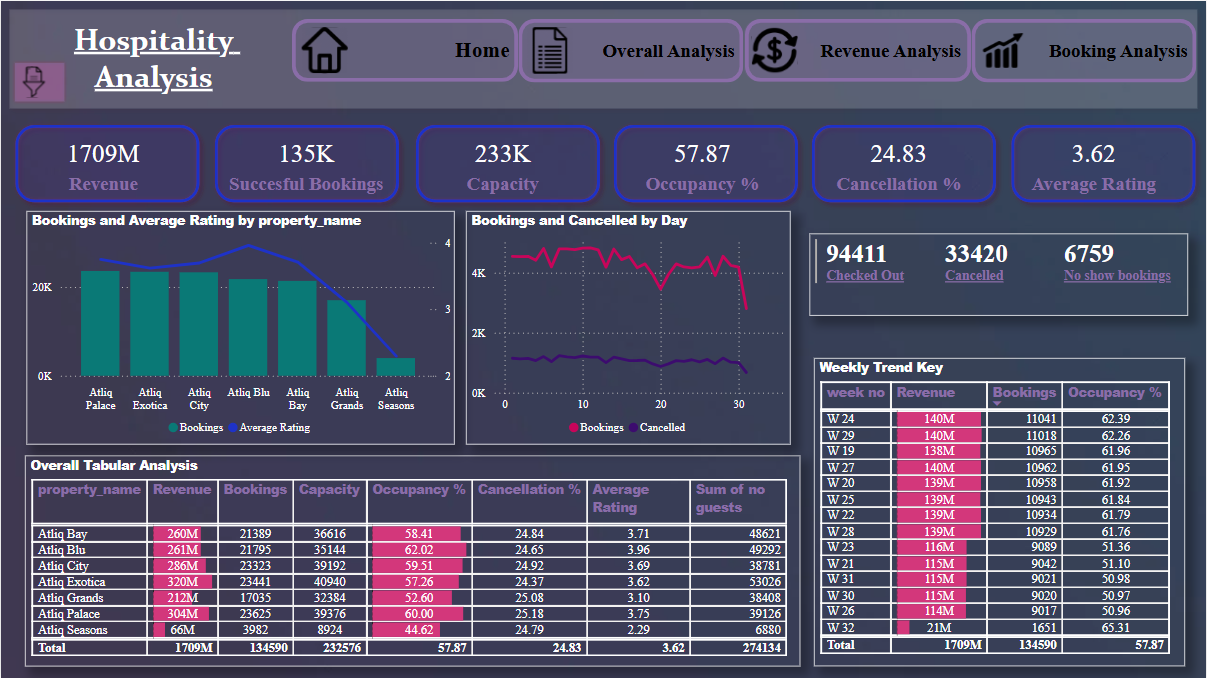 Hospitality
Analysis
Home
Overall Analysis
Revenue Analysis
Booking Analysis
1709M
Revenue
135K
Succesful Bookings
233K
Capacity
57.87
Occupancy %
24.83
Cancellation %
3.62
Average Rating
Bookings and Average Rating by property_name
20K
0K
4
3
2
Atliq Palace
Atliq Exotica
Atliq City
Atliq Blu
Atliq Bay
Atliq Grands
Atliq Seasons
Bookings Average Rating
Bookings and Cancelled by Day
4K
2K
0K
0 10 20 30
Bookings Cancelled
94411 33420 6759
Checked Out Cancelled No show bookings
Weekly Trend Key
week no Revenue Bookings Occupancy %
W 24 140M 11041 62.39
W 29 140M 11018 62.26
W 19 138M 10965 61.96
W 27 140M 10962 61.95
W 20 139M 10958 61.92
W 25 139M 10943 61.84
W 22 139M 10934 61.79
W 28 139M 10929 61.76
W 23 116M 9089 51.36
W 21 115M 9042 51.10
W 31 115M 9021 50.98
W 30 115M 9020 50.97
W 26 114M 9017 50.96
W 32 21M 1651 65.31
Total 1709M 134590 57.87
Overall Tabular Analysis
property_name Revenue Bookings Capacity Occupancy % Cancellation % Average Rating Sum of no guests
Atliq Bay 260M 21389 36616 58.41 24.84 3.71 48621
Atliq Blu 261M 21795 35144 62.02 24.65 3.96 49292
Atliq City 286M 23323 39192 59.51 24.92 3.69 38781
Atliq Exotica 320M 23441 40940 57.26 24.37 3.62 53026
Atliq Grands 212M 17035 32384 52.60 25.08 3.10 38408
Atliq Palace 304M 23625 39376 60.00 25.18 3.75 39126
Atliq Seasons 66M 3982 8924 44.62 24.79 2.29 6880
Total 1709M 134590 232576 57.87 24.83 3.62 274134